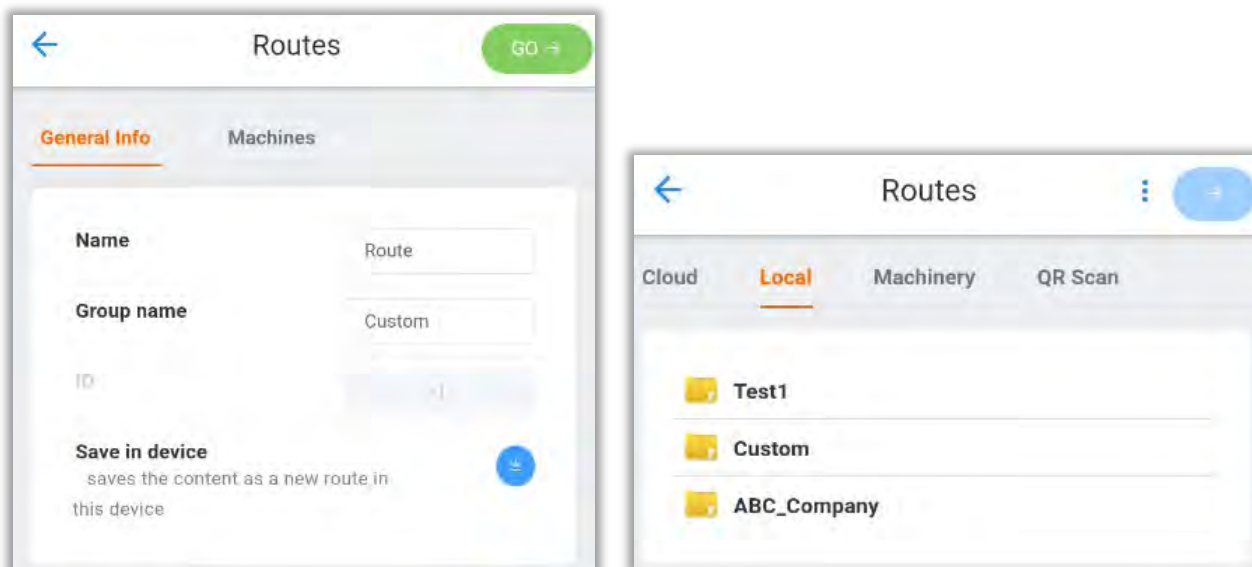 Routes
GO →
General Info
Machines
Name
Route
Group name
Custom
ID
-1
Save in device
saves the content as a new route in
this device
Routes
Cloud
Local
Machinery
QR Scan
Test1
Custom
ABC_Company